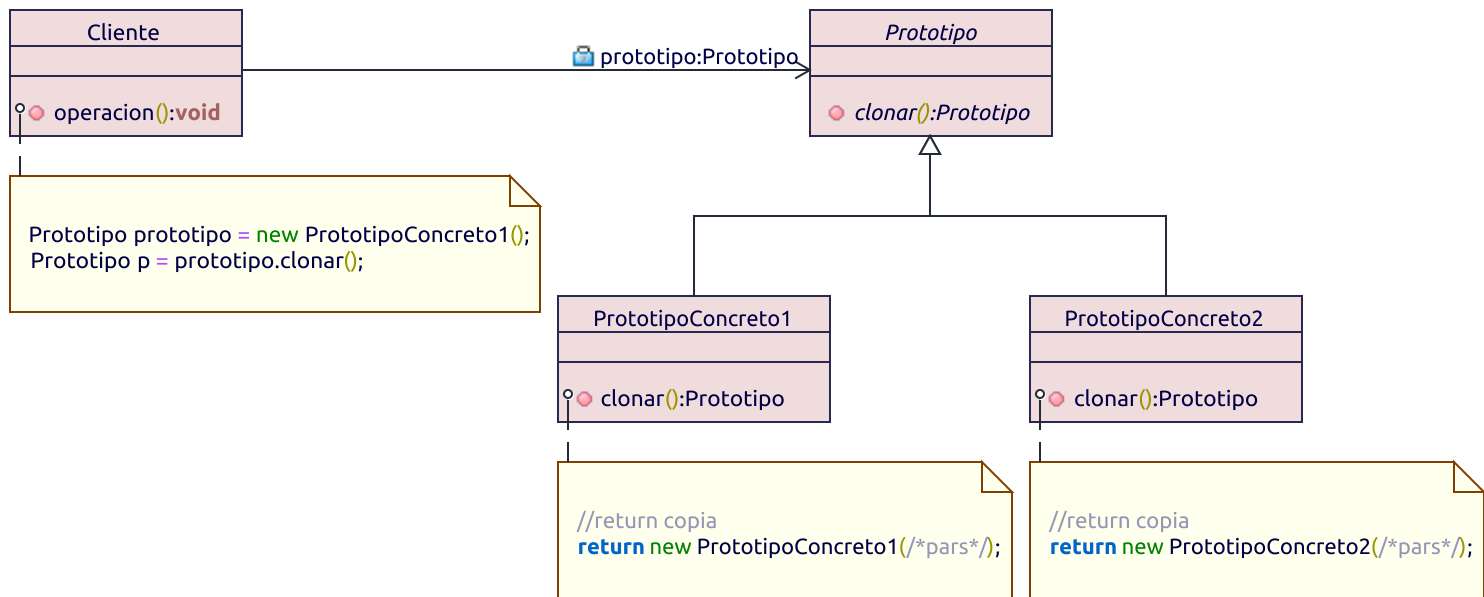 Cliente
operacion():void
prototipo:Prototipo
Prototipo
clonar():Prototipo
Prototipo prototipo = new PrototipoConcreto1();
Prototipo p = prototipo.clonar();
PrototipoConcreto1
clonar():Prototipo
PrototipoConcreto2
clonar():Prototipo
//return copia
return new PrototipoConcreto1(/*pars*/);
//return copia
return new PrototipoConcreto2(/*pars*/);